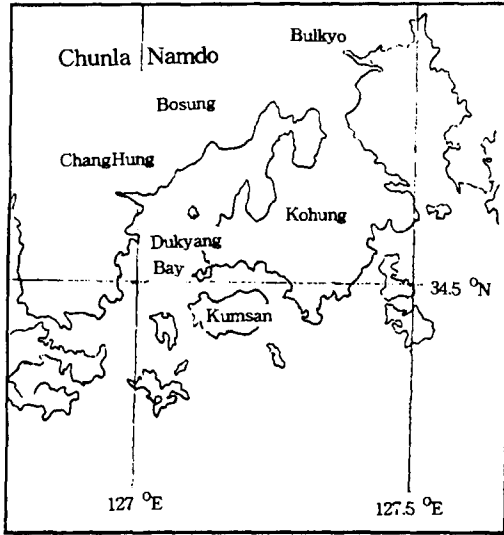 Bulkyo
Chunla Namdo
Bosung
ChangHung
Kohung
Dukyang
Bay
34.5 °N
Kumsan
127 °E
127.5 °E